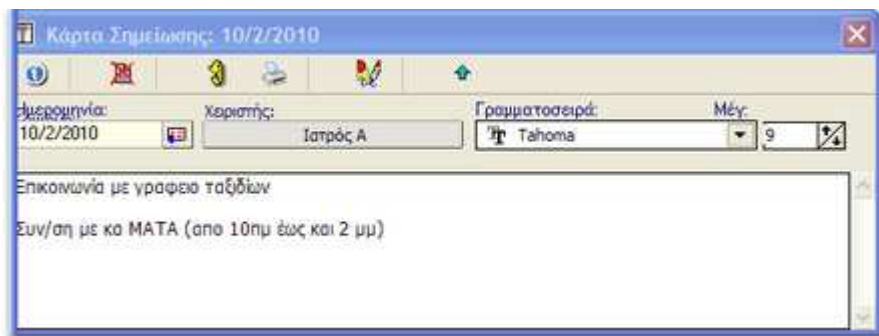 Κάρτα Σημείωσης: 10/2/2010
Ημερομηνία: Χειριστής: Γραμματοσειρά: Μέγ:
10/2/2010 Ιατρός Α Tahoma 9
Επικοινωνία με γραφειο ταξιδίων
Συν/ση με κα ΜΑΤΑ (απο 10πμ έως και 2 μμ)